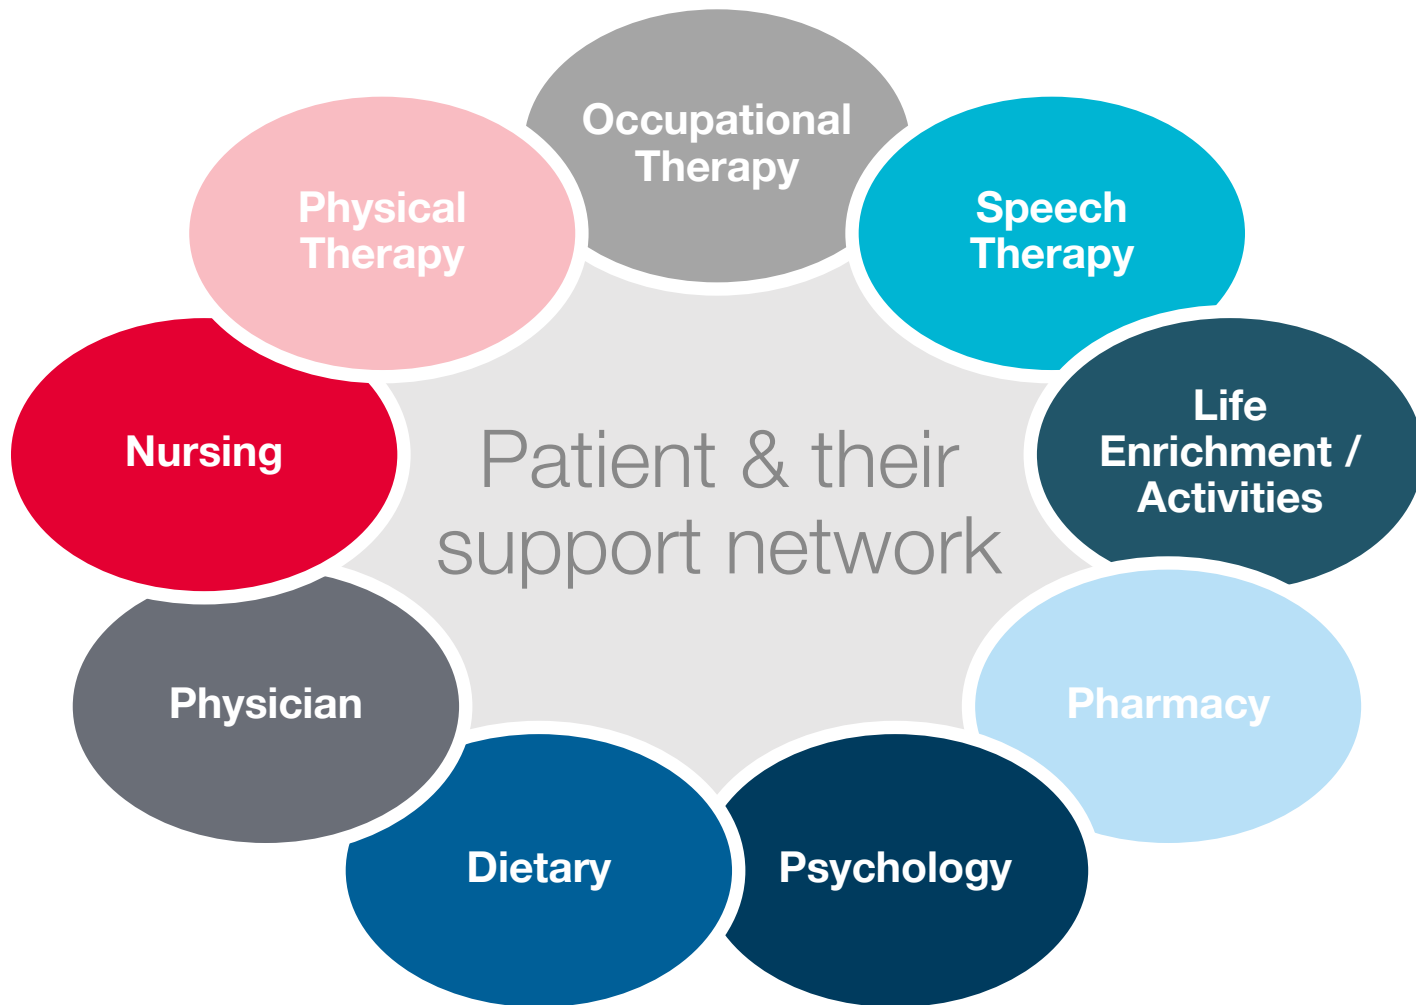 Occupational
Therapy
Physical
Therapy
Speech
Therapy
Life
Enrichment /
Activities
Nursing
Patient & their
support network
Physician
Pharmacy
Dietary
Psychology